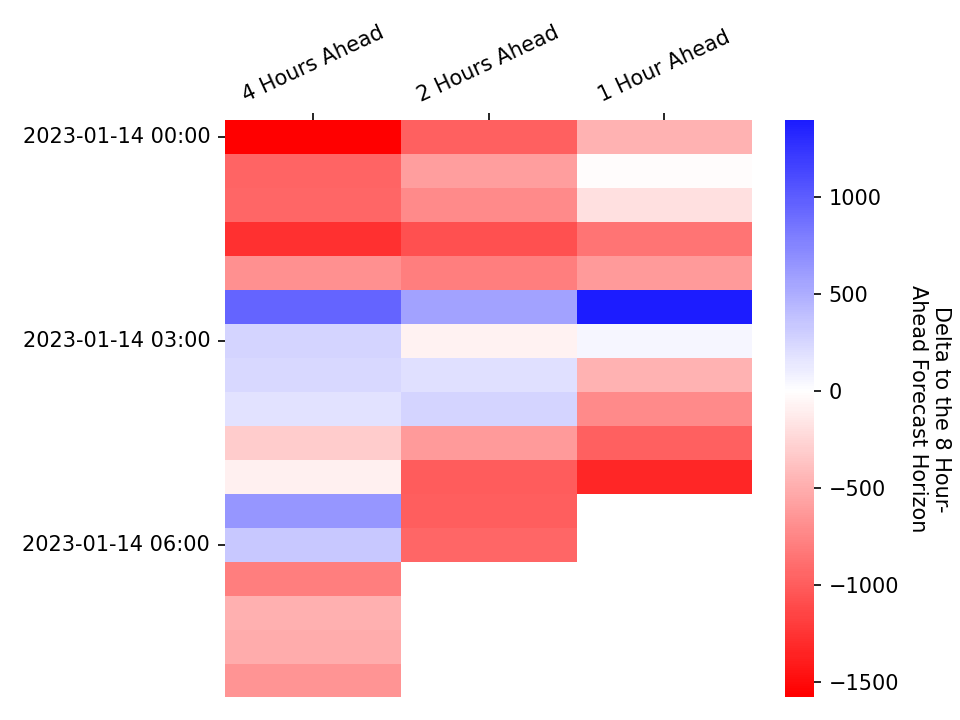 4 Hours Ahead
2 Hours Ahead
1 Hour Ahead
2023-01-14 00:00
2023-01-14 03:00
2023-01-14 06:00
1000
500
0
−500
−1000
−1500
Delta to the 8 Hour-
Ahead Forecast Horizon